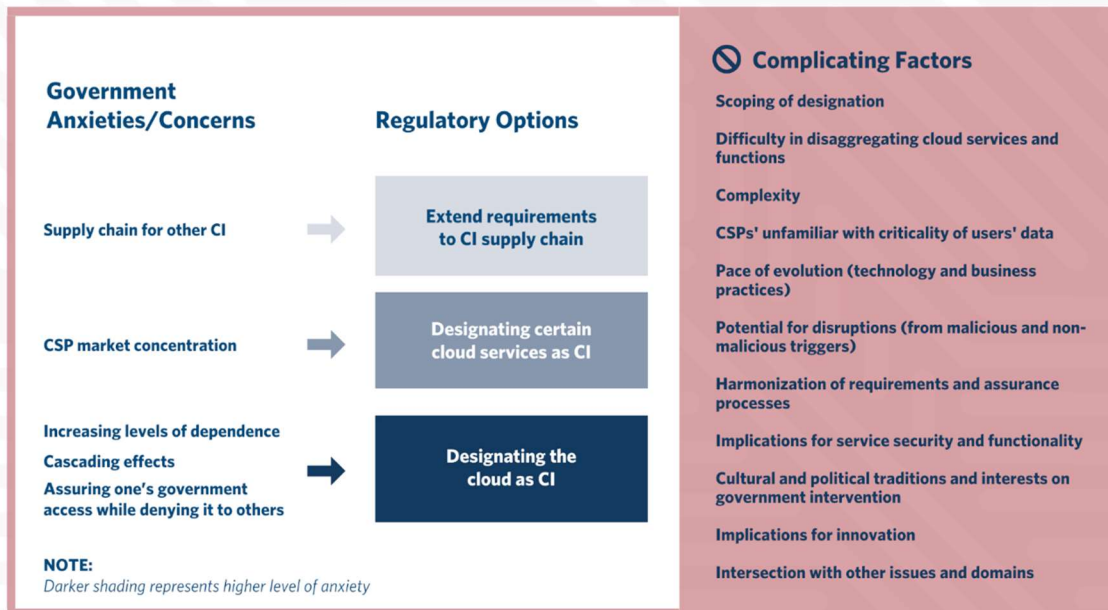 Government
Anxieties/Concerns
Regulatory Options
Supply chain for other CI
Extend requirements
to CI supply chain
CSP market concentration
Designating certain
cloud services as CI
Increasing levels of dependence
Cascading effects
Assuring one's government
access while denying it to others
Designating the
cloud as CI
NOTE:
Darker shading represents higher level of anxiety
Complicating Factors
Scoping of designation
Difficulty in disaggregating cloud services and
functions
Complexity
CSPs' unfamiliar with criticality of users' data
Pace of evolution (technology and business
practices)
Potential for disruptions (from malicious and non-
malicious triggers)
Harmonization of requirements and assurance
processes
Implications for service security and functionality
Cultural and political traditions and interests on
government intervention
Implications for innovation
Intersection with other issues and domains